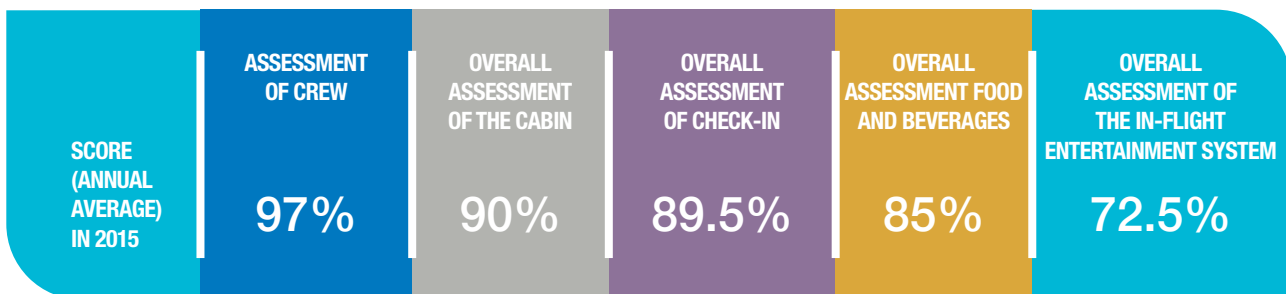 SCORE
(ANNUAL
AVERAGE)
IN 2015
ASSESSMENT
OF CREW
97%
OVERALL
ASSESSMENT
OF THE CABIN
90%
OVERALL
ASSESSMENT
OF CHECK-IN
89.5%
OVERALL
ASSESSMENT FOOD
AND BEVERAGES
85%
OVERALL
ASSESSMENT OF
THE IN-FLIGHT
ENTERTAINMENT SYSTEM
72.5%